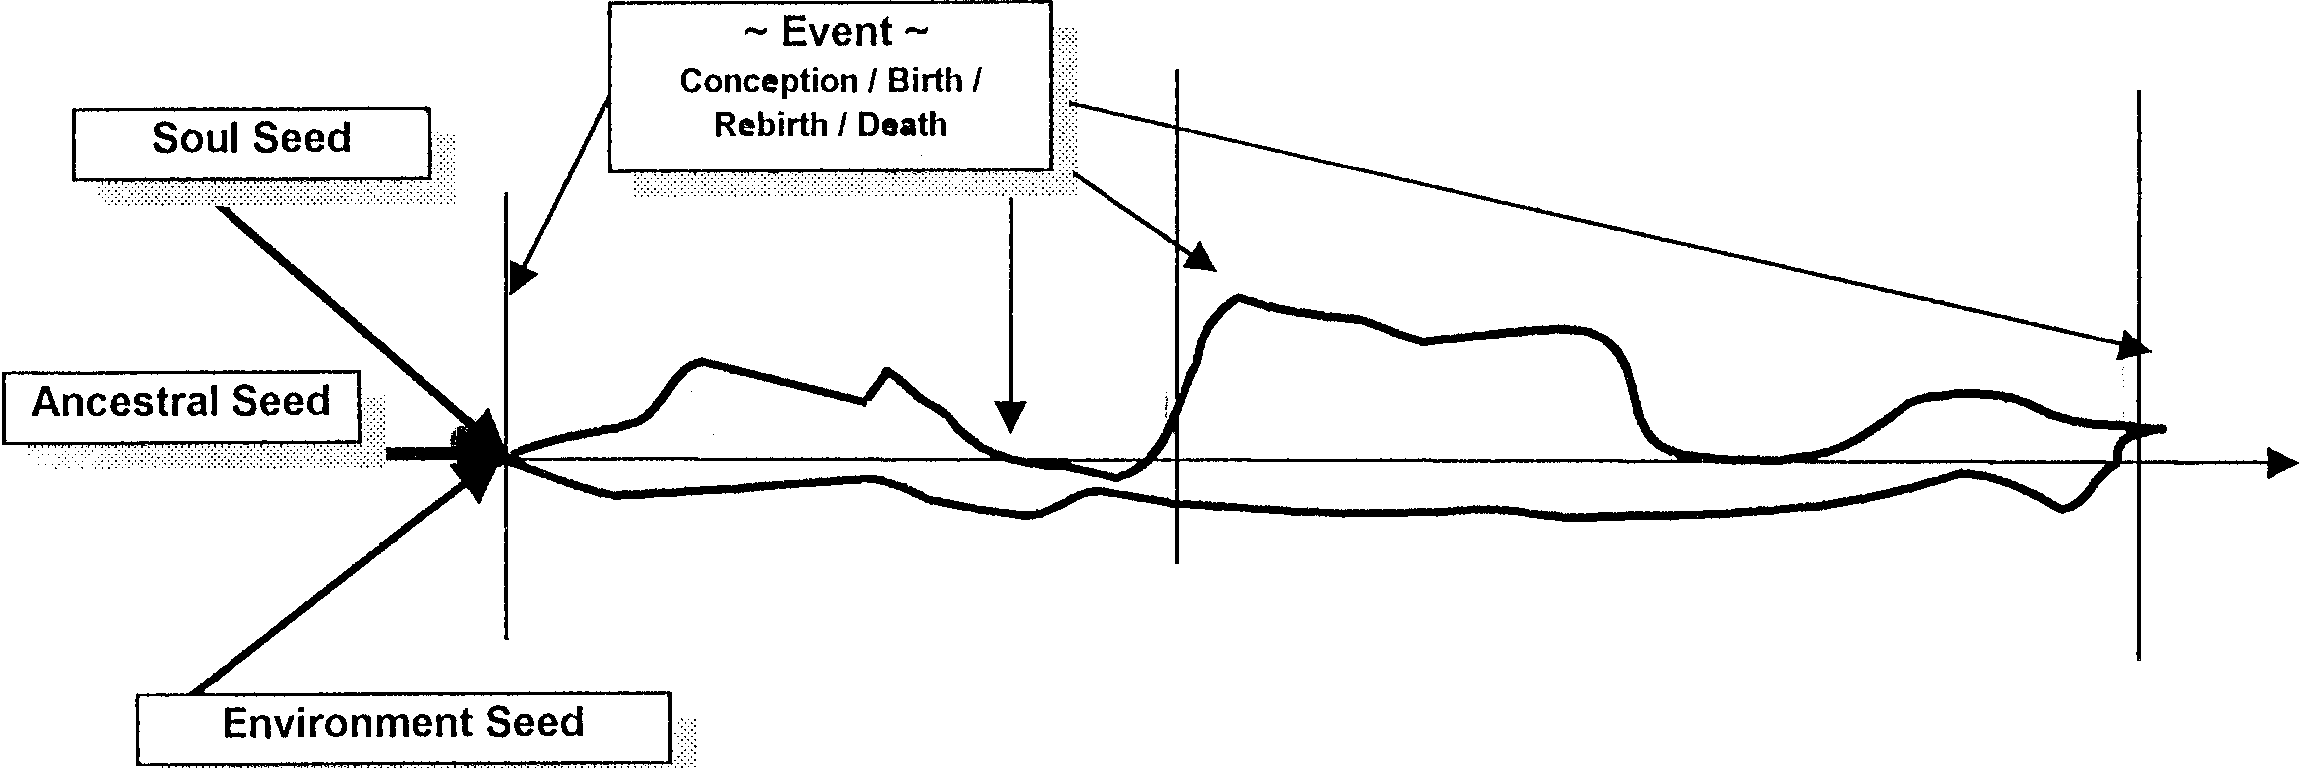 ~ Event ~
Conception / Birth /
Rebirth / Death
Soul Seed
Ancestral Seed
Environment Seed